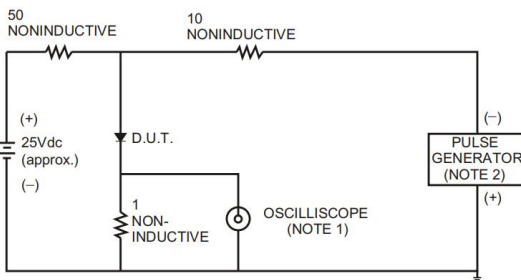 50
NONINDUCTIVE
10
NONINDUCTIVE
(+)
25Vdc
(approx.)
(−)
D.U.T.
1
NON-
INDUCTIVE
OSCILLISCOPE
(NOTE 1)
(−)
PULSE
GENERATOR
(NOTE 2)
(+)